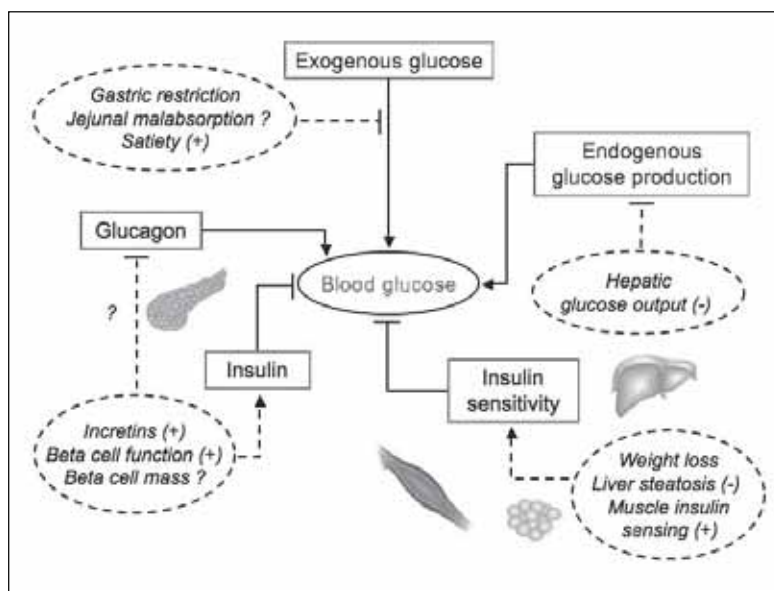 Exogenous glucose
Gastric restriction
Jejunal malabsorption ?
Satiety (+)
Endogenous
glucose production
Glucagon
Blood glucose
Hepatic
glucose output (-)
?
Insulin
Insulin
sensitivity
Incretins (+)
Beta cell function (+)
Beta cell mass ?
Weight loss
Liver steatosis (-)
Muscle insulin
sensing (+)